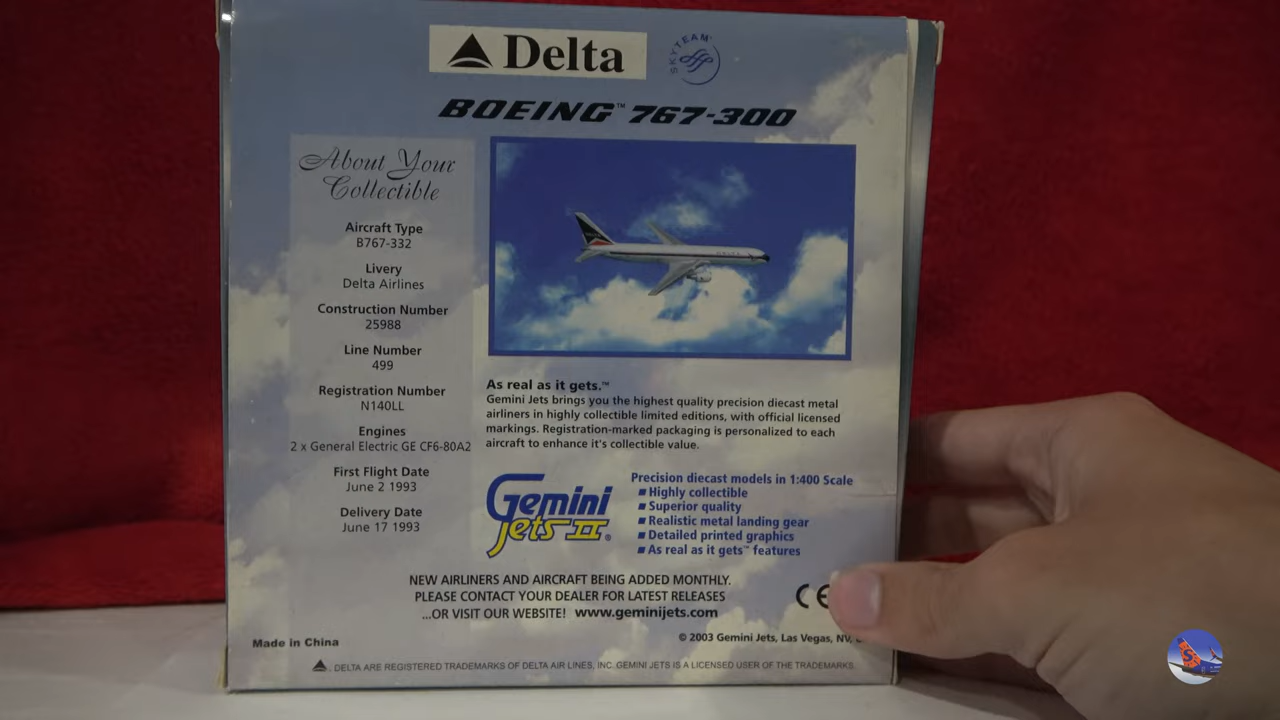 Delta
SKYTEAM
BOEING™ 767-300
About Your
Collectible
Aircraft Type
B767-332
Livery
Delta Airlines
Construction Number
25988
Line Number
499
Registration Number
N140LL
Engines
2 x General Electric GE CF6-80A2
First Flight Date
June 2 1993
Delivery Date
June 17 1993
As real as it gets.™
Gemini Jets brings you the highest quality precision diecast metal
airliners in highly collectible limited editions, with official licensed
markings. Registration-marked packaging is personalized to each
aircraft to enhance it's collectible value.
Gemini
Jets II®
Precision diecast models in 1:400 Scale
■ Highly collectible
■ Superior quality
■ Realistic metal landing gear
■ Detailed printed graphics
■ As real as it gets™ features
NEW AIRLINERS AND AIRCRAFT BEING ADDED MONTHLY.
PLEASE CONTACT YOUR DEALER FOR LATEST RELEASES
...OR VISIT OUR WEBSITE! www.geminijets.com
CE
Made in China
© 2003 Gemini Jets, Las Vegas, NV,
, DELTA ARE REGISTERED TRADEMARKS OF DELTA AIR LINES, INC. GEMINI JETS IS A LICENSED USER OF THE TRADEMARKS